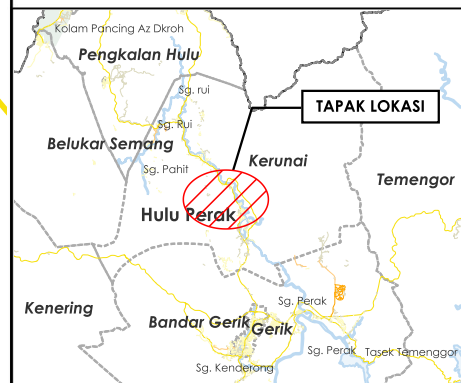 Kolam Pancing Az Dkroh
Pengkalan Hulu
Sg. rui
TAPAK LOKASI
Sg. Rui
Belukar Semang
Kerunai
Sg. Pahit
Temengor
Hulu Perak
Sg. Perak
Kenering
Bandar Gerik
Gerik
Sg. Perak
Tasek Temenggor
Sg. Kenderong